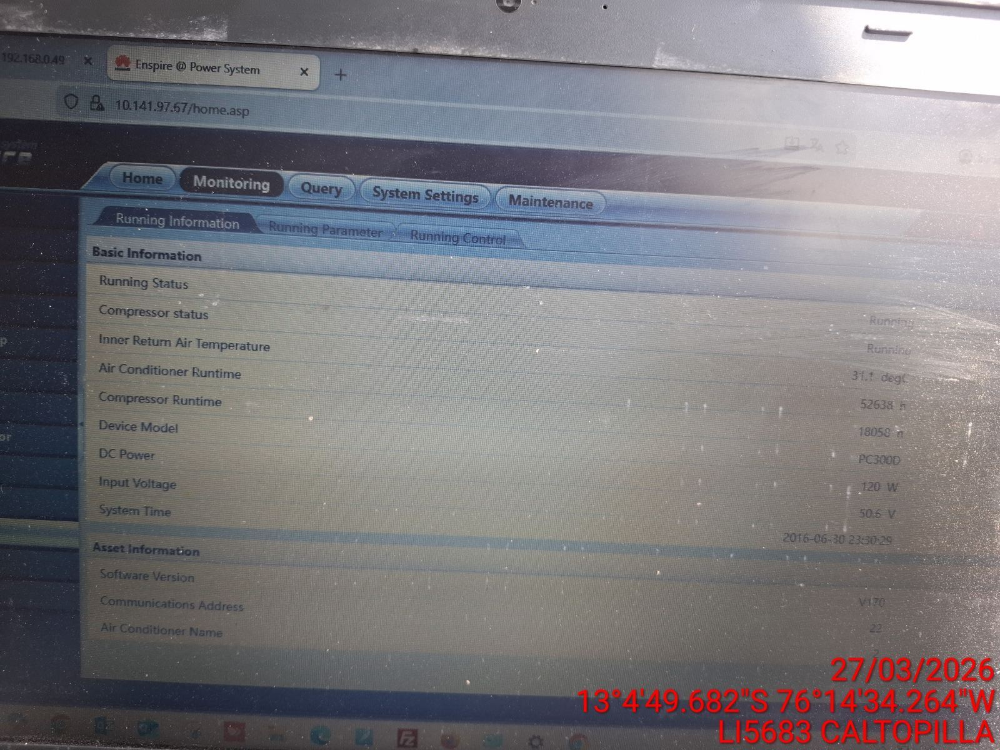 192.168.0.49
Enspire @ Power System
10.141.97.67/home.asp
Home Monitoring Query System Settings Maintenance
Running Information Running Parameter Running Control
Basic Information
Running Status Running
Compressor status Running
Inner Return Air Temperature 31.1 degC
Air Conditioner Runtime 52638 h
Compressor Runtime 18058 h
Device Model PC300D
DC Power 120 W
Input Voltage 50.6 V
System Time 2016-06-30 23:30:29
Asset Information
Software Version V170
Communications Address 22
Air Conditioner Name 2
27/03/2026
13°4'49.682"S 76°14'34.264"W
LI5683 CALTOPILLA